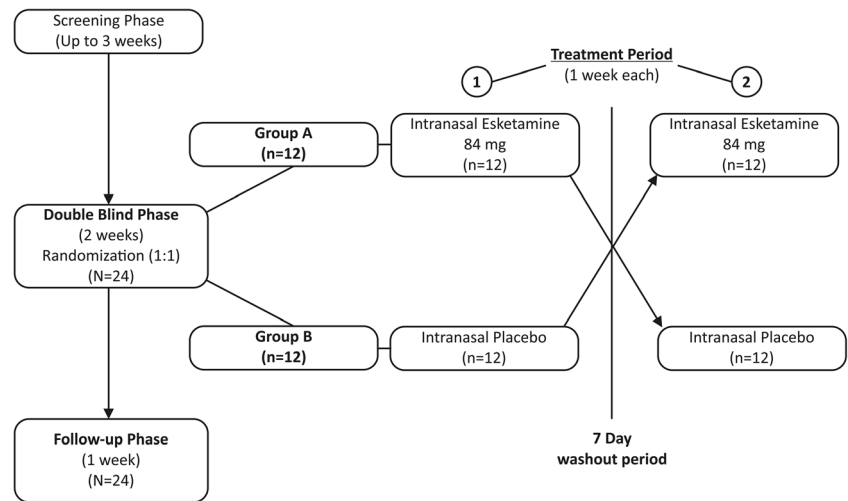 Screening Phase
(Up to 3 weeks)
Treatment Period
(1 week each)
1
2
Group A
(n=12)
Intranasal Esketamine
84 mg
(n=12)
Intranasal Esketamine
84 mg
(n=12)
Double Blind Phase
(2 weeks)
Randomization (1:1)
(N=24)
Group B
(n=12)
Intranasal Placebo
(n=12)
Intranasal Placebo
(n=12)
Follow-up Phase
(1 week)
(N=24)
7 Day
washout period